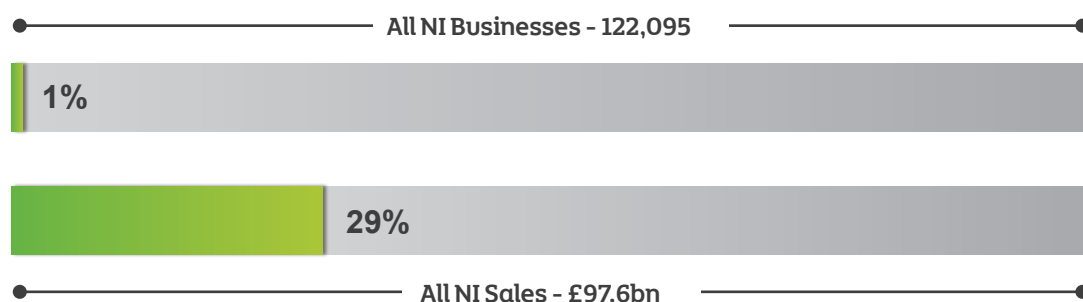 All NI Businesses - 122,095
1%
29%
All NI Sales - £97.6bn